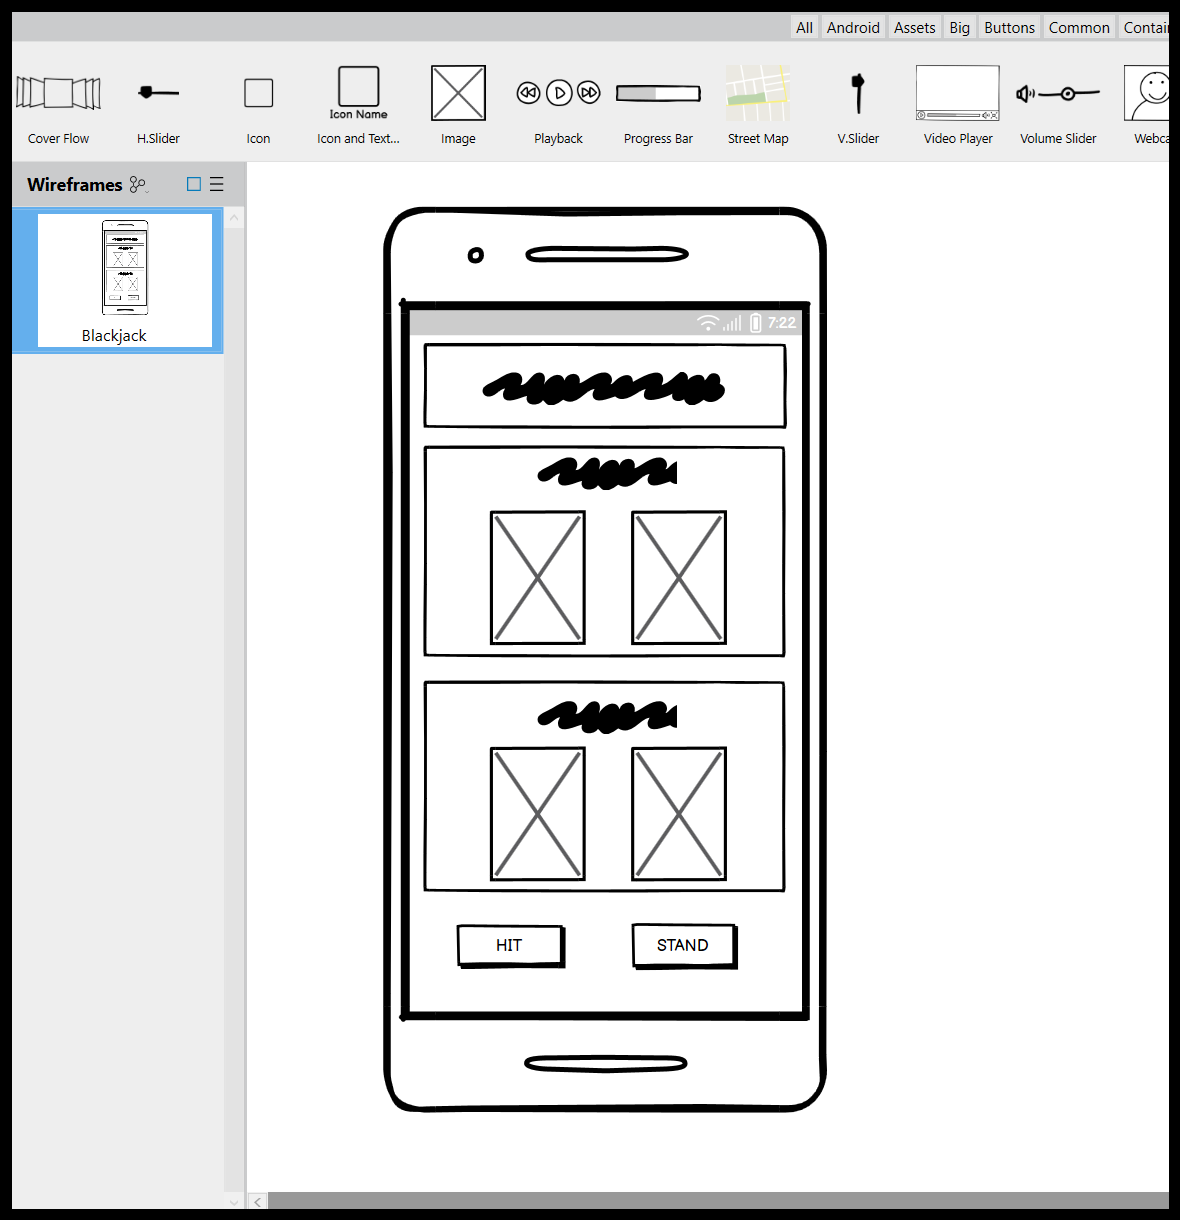 All Android Assets Big Buttons Common Contai
Icon Name
Cover Flow H.Slider Icon Icon and Text... Image Playback Progress Bar Street Map V.Slider Video Player Volume Slider Webca
Wireframes
Blackjack
7:22
HIT STAND